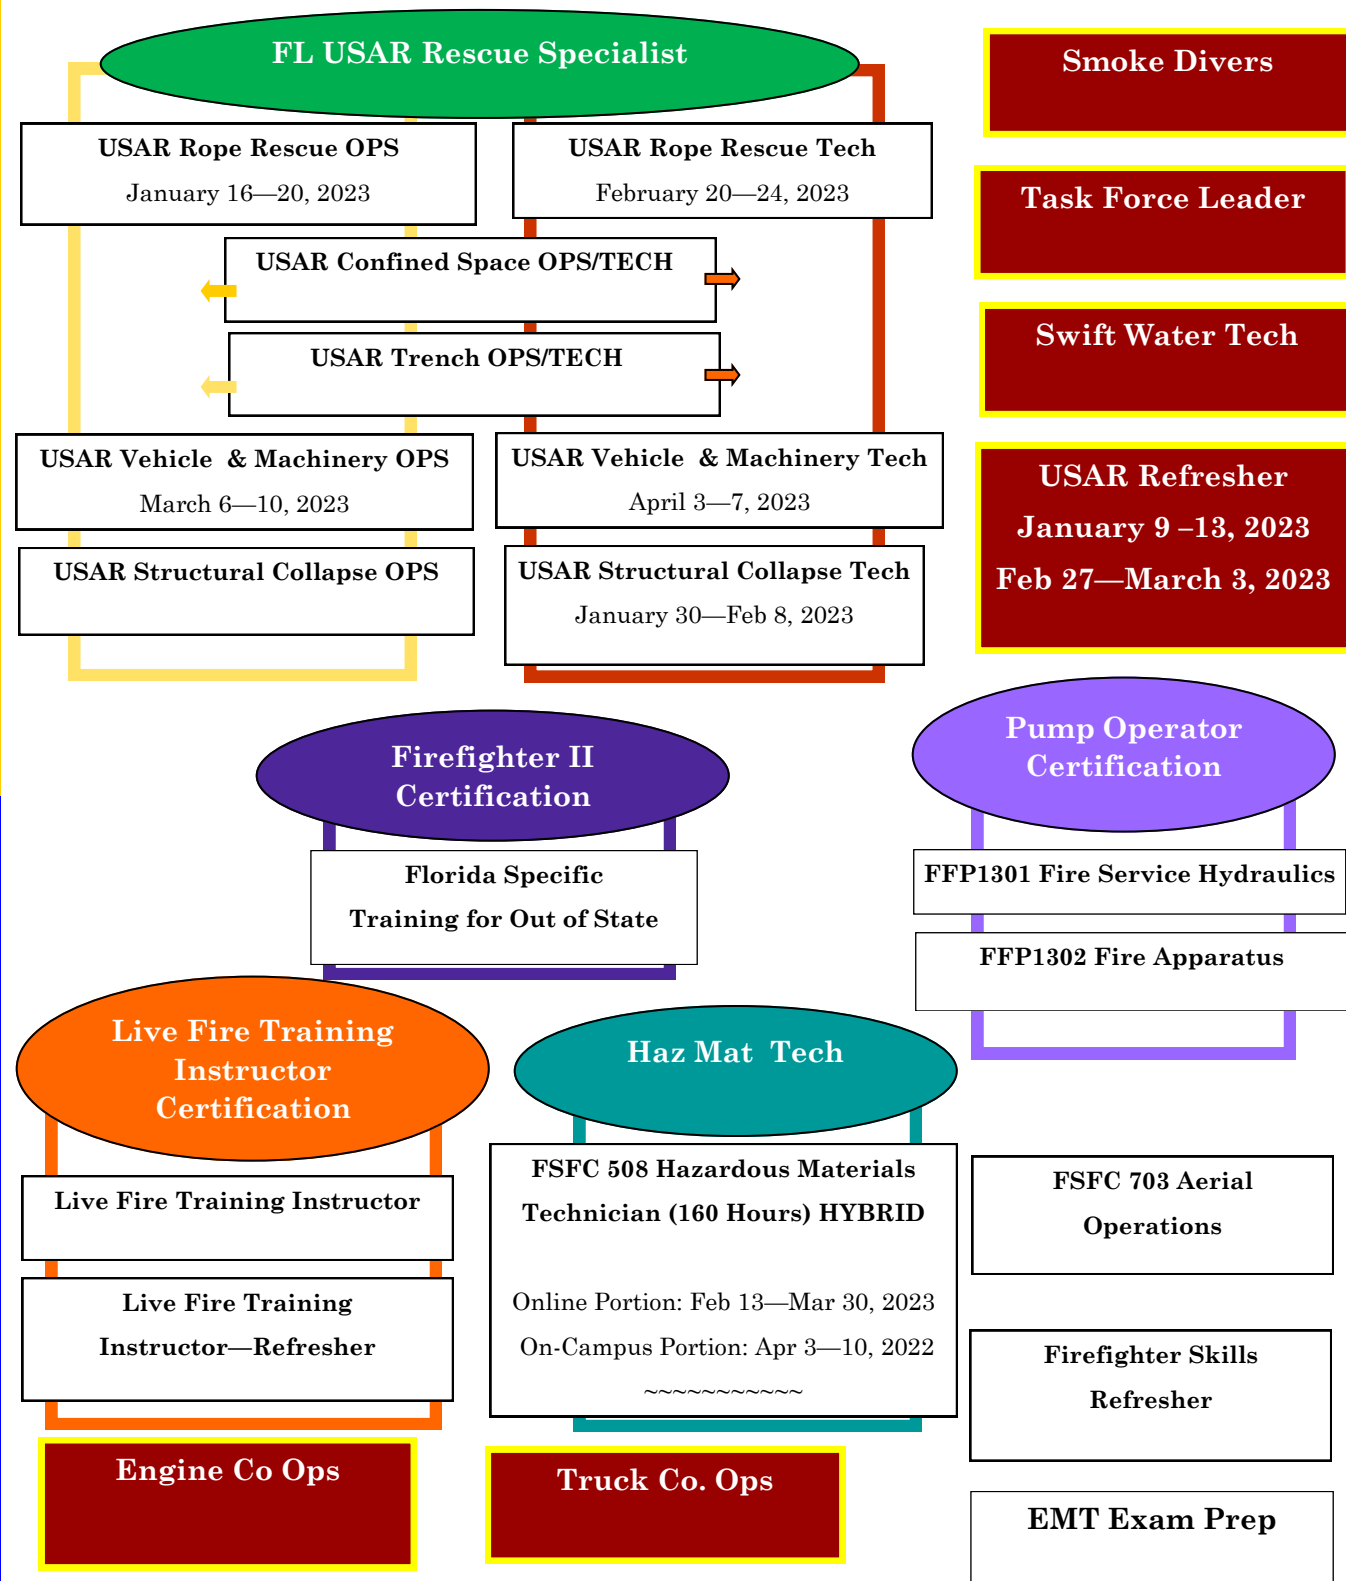 FL USAR Rescue Specialist
USAR Rope Rescue OPS
January 16—20, 2023
USAR Rope Rescue Tech
February 20—24, 2023
USAR Confined Space OPS/TECH
USAR Trench OPS/TECH
USAR Vehicle  & Machinery OPS
March 6—10, 2023
USAR Vehicle  & Machinery Tech
April 3—7, 2023
USAR Structural Collapse OPS
USAR Structural Collapse Tech
January 30—Feb 8, 2023
Smoke Divers
Task Force Leader
Swift Water Tech
USAR Refresher
January 9 –13, 2023
Feb 27—March 3, 2023
Firefighter II
Certification
Florida Specific
Training for Out of State
Pump Operator
Certification
FFP1301 Fire Service Hydraulics
FFP1302 Fire Apparatus
Live Fire Training
Instructor
Certification
Live Fire Training Instructor
Live Fire Training
Instructor—Refresher
Haz Mat  Tech
FSFC 508 Hazardous Materials
Technician (160 Hours) HYBRID
Online Portion: Feb 13—Mar 30, 2023
On-Campus Portion: Apr 3—10, 2022
~~~~~~~~~~~
FSFC 703 Aerial
Operations
Firefighter Skills
Refresher
Engine Co Ops
Truck Co. Ops
EMT Exam Prep